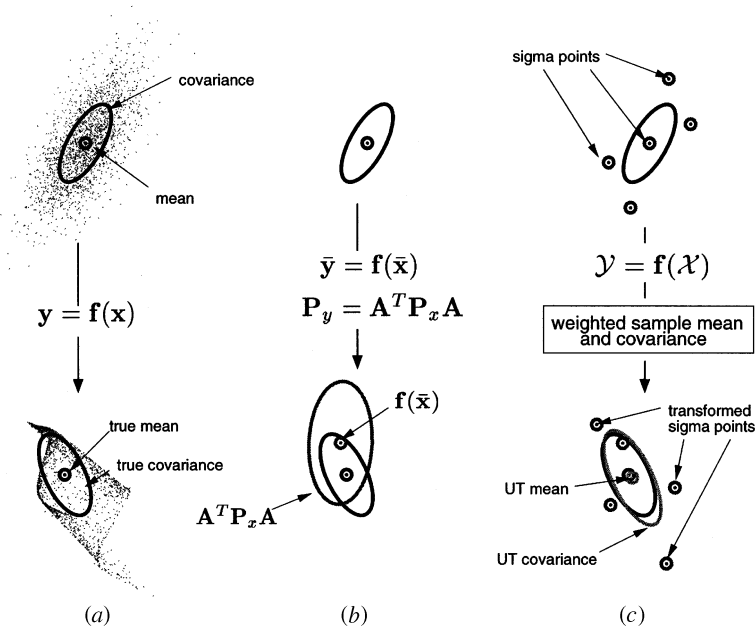 covariance
mean
y = f(x)
true mean
true covariance
(a)
ȳ = f(x̄)
P_y = A^T P_x A
f(x̄)
A^T P_x A
(b)
sigma points
𝒴 = f(𝒳)
weighted sample mean
and covariance
transformed
sigma points
UT mean
UT covariance
(c)